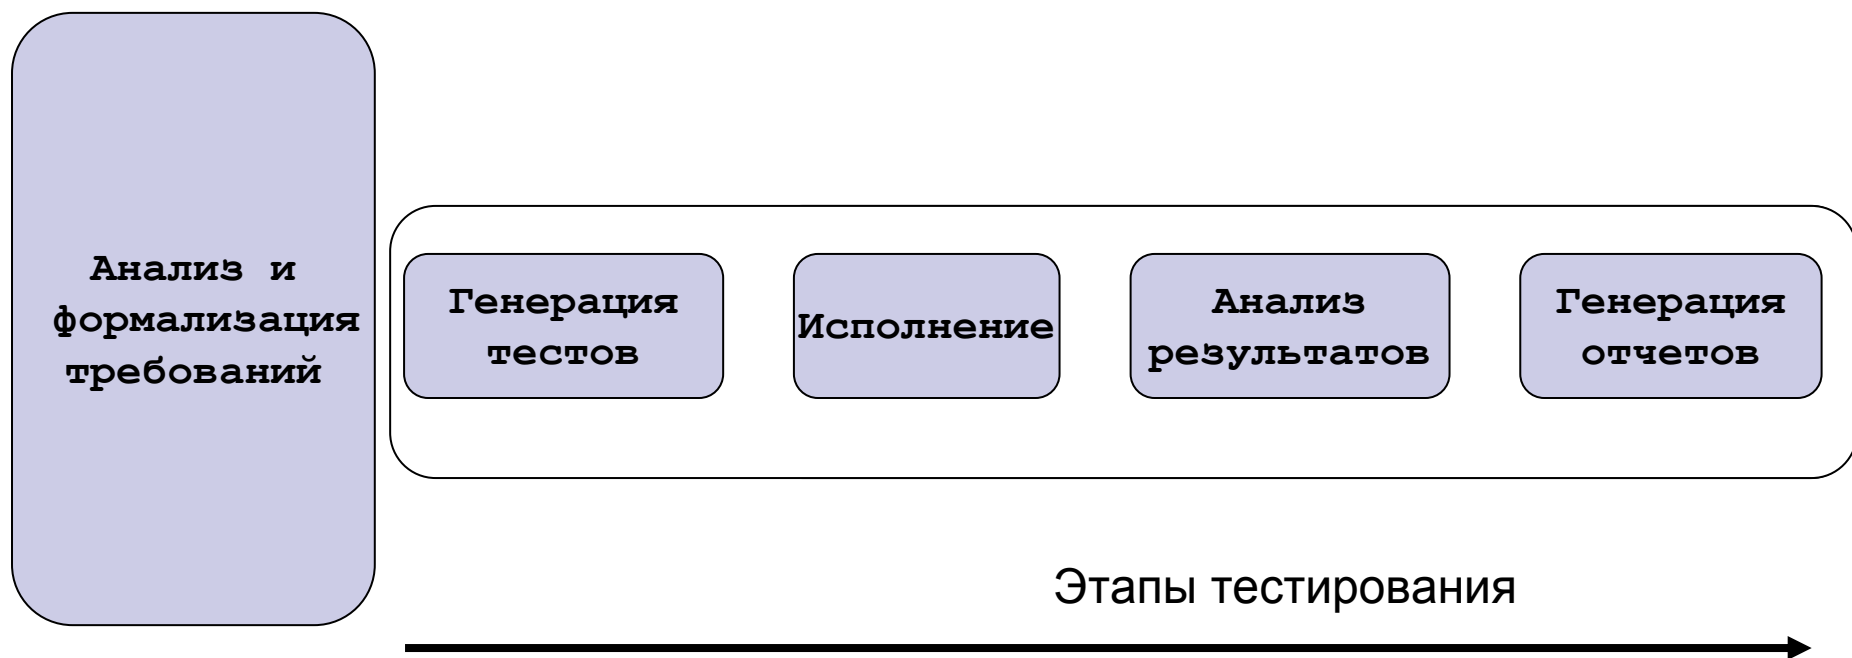 Анализ и
формализация
требований
Генерация
тестов
Исполнение
Анализ
результатов
Генерация
отчетов
Этапы тестирования